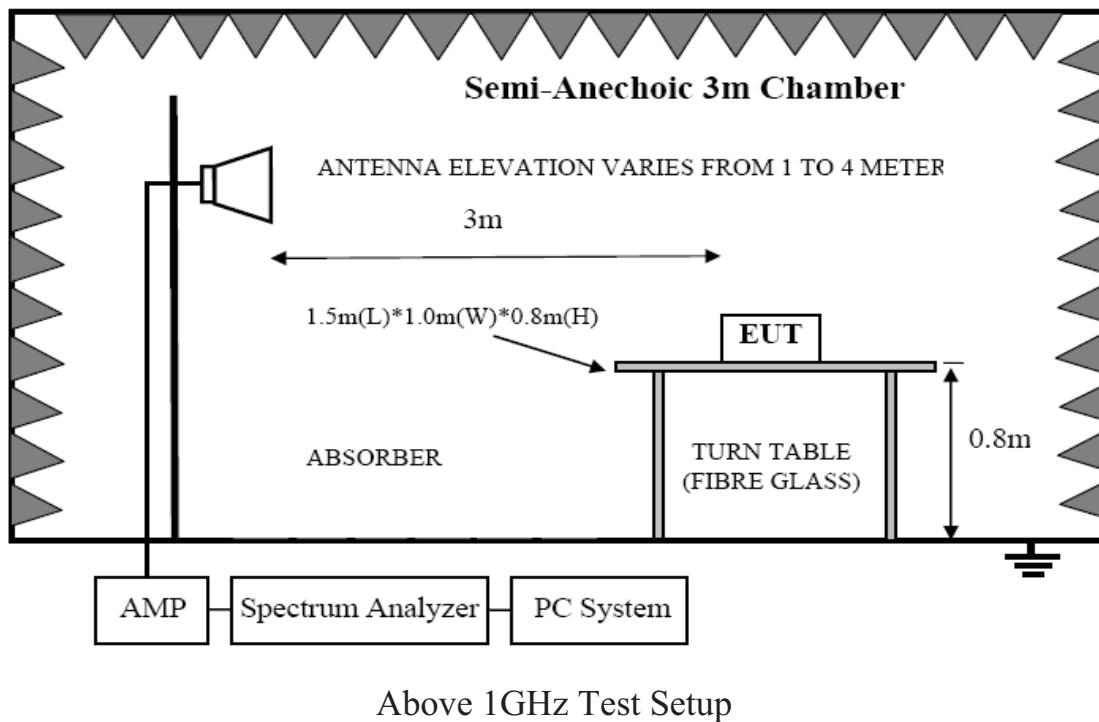 Semi-Anechoic 3m Chamber
ANTENNA ELEVATION VARIES FROM 1 TO 4 METER
3m
1.5m(L)*1.0m(W)*0.8m(H)
EUT
0.8m
ABSORBER
TURN TABLE
(FIBRE GLASS)
AMP
Spectrum Analyzer
PC System
Above 1GHz Test Setup